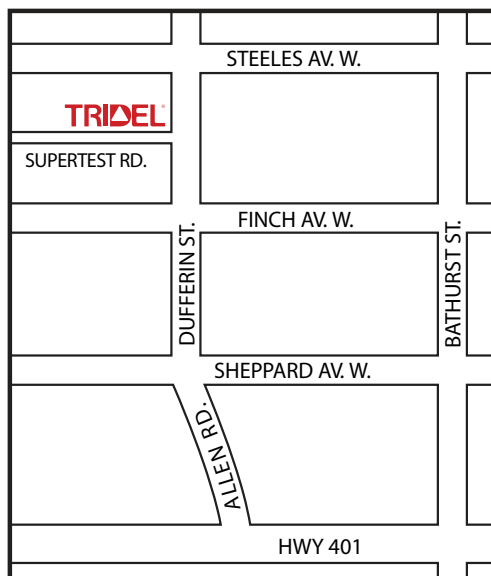 STEELES AV. W.
TRIDEL®
SUPERTEST RD.
FINCH AV. W.
DUFFERIN ST.
BATHURST ST.
SHEPPARD AV. W.
ALLEN RD.
HWY 401